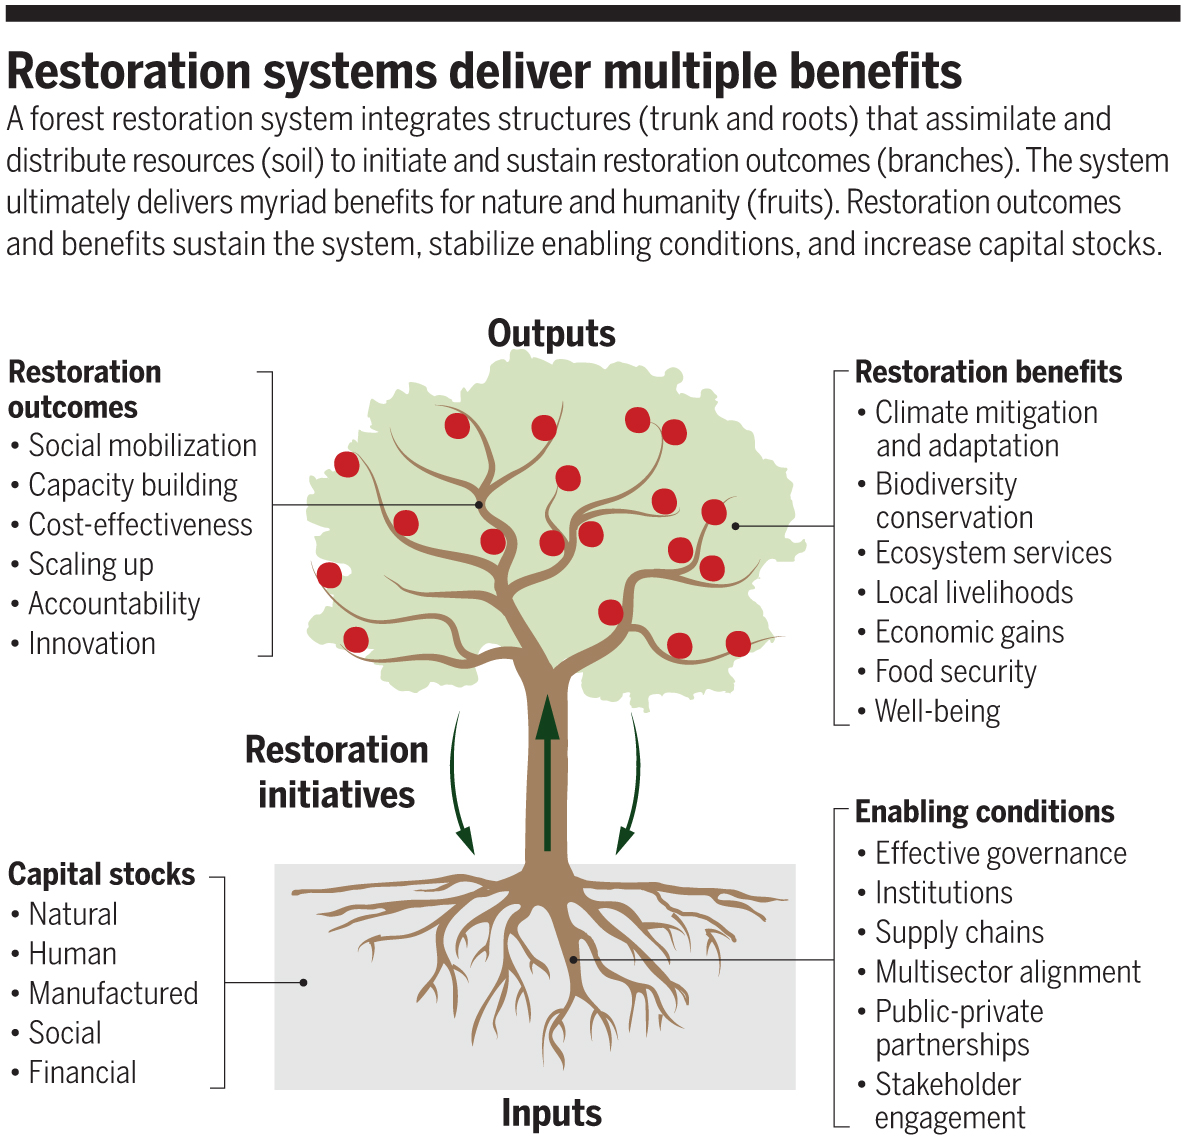 Restoration systems deliver multiple benefits
A forest restoration system integrates structures (trunk and roots) that assimilate and
distribute resources (soil) to initiate and sustain restoration outcomes (branches). The system
ultimately delivers myriad benefits for nature and humanity (fruits). Restoration outcomes
and benefits sustain the system, stabilize enabling conditions, and increase capital stocks.
Outputs
Restoration
outcomes
• Social mobilization
• Capacity building
• Cost-effectiveness
• Scaling up
• Accountability
• Innovation
Restoration benefits
• Climate mitigation
and adaptation
• Biodiversity
conservation
• Ecosystem services
• Local livelihoods
• Economic gains
• Food security
• Well-being
Restoration
initiatives
Capital stocks
• Natural
• Human
• Manufactured
• Social
• Financial
Enabling conditions
• Effective governance
• Institutions
• Supply chains
• Multisector alignment
• Public-private
partnerships
• Stakeholder
engagement
Inputs